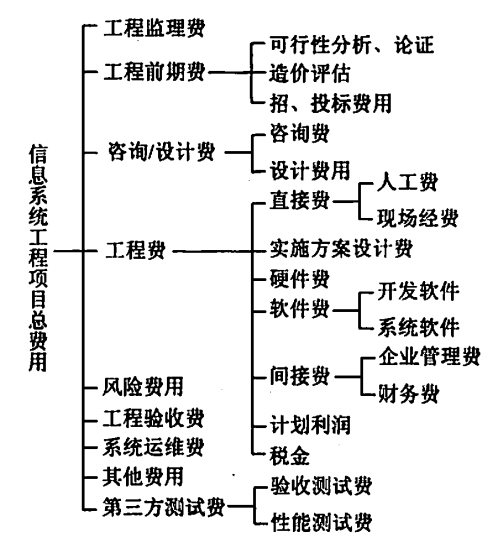 信息系统工程项目总费用
工程监理费
工程前期费
可行性分析、论证
造价评估
招、投标费用
咨询/设计费
咨询费
设计费用
工程费
直接费
人工费
现场经费
实施方案设计费
硬件费
软件费
开发软件
系统软件
间接费
企业管理费
财务费
计划利润
税金
风险费用
工程验收费
系统运维费
其他费用
第三方测试费
验收测试费
性能测试费